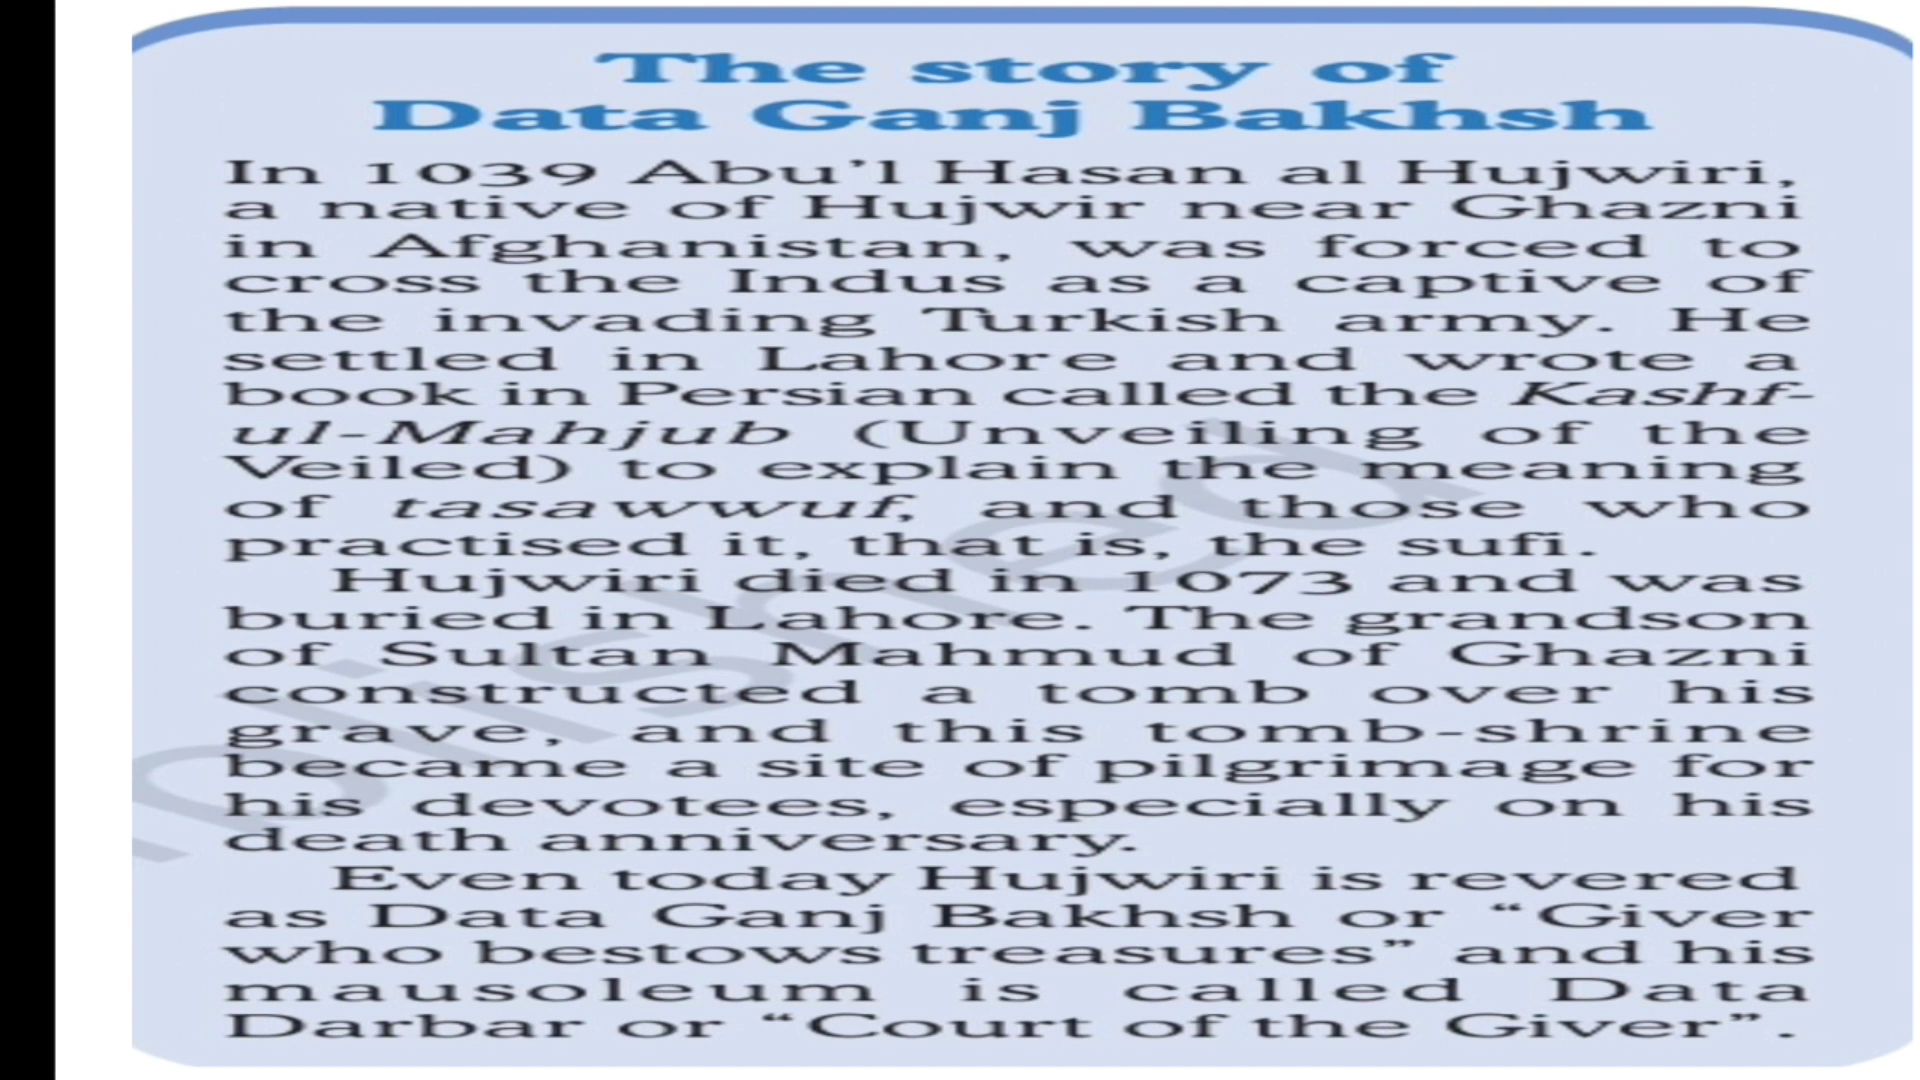 The story of
Data Ganj Bakhsh
In 1039 Abu’l Hasan al Hujwiri,
a native of Hujwir near Ghazni
in Afghanistan, was forced to
cross the Indus as a captive of
the invading Turkish army. He
settled in Lahore and wrote a
book in Persian called the Kashf-
ul-Mahjub (Unveiling of the
Veiled) to explain the meaning
of tasawwuf, and those who
practised it, that is, the sufi.
Hujwiri died in 1073 and was
buried in Lahore. The grandson
of Sultan Mahmud of Ghazni
constructed a tomb over his
grave, and this tomb-shrine
became a site of pilgrimage for
his devotees, especially on his
death anniversary.
Even today Hujwiri is revered
as Data Ganj Bakhsh or “Giver
who bestows treasures” and his
mausoleum is called Data
Darbar or “Court of the Giver”.